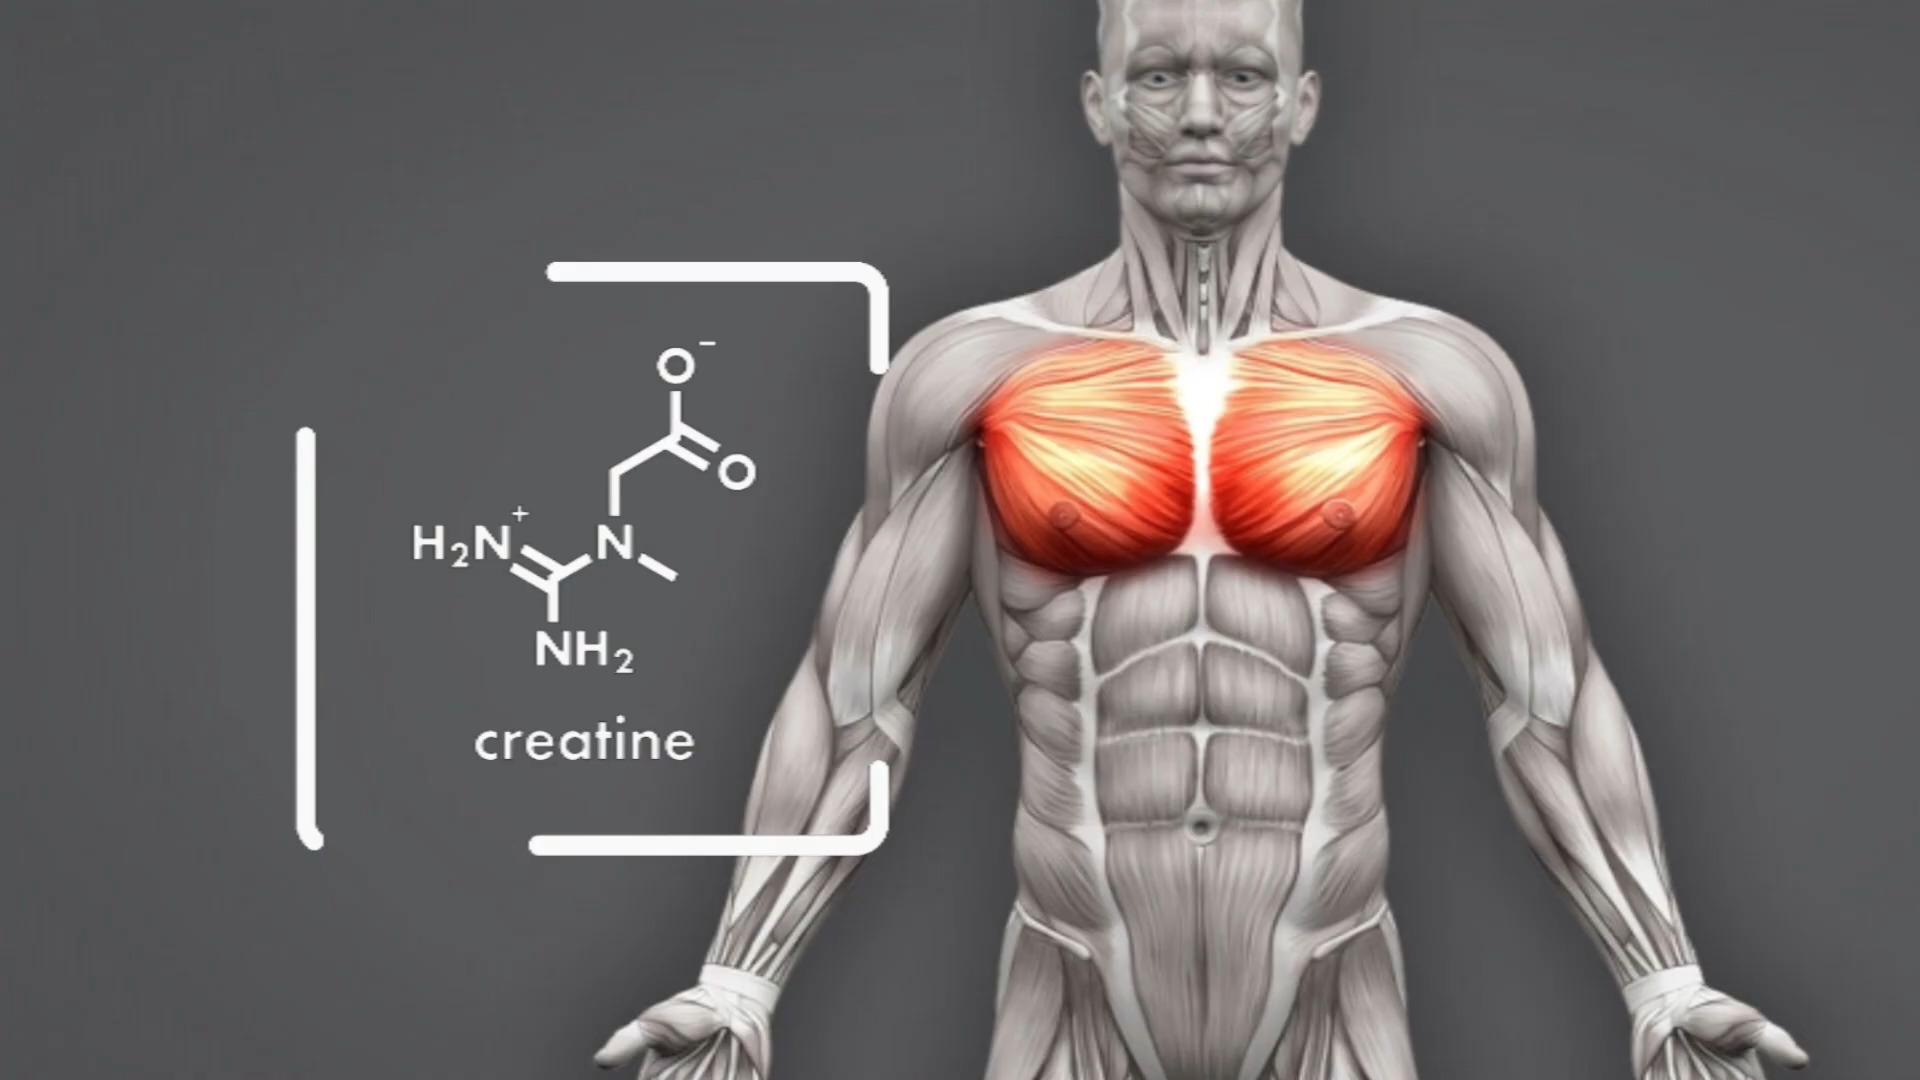 O⁻
O
H₂N⁺
N
NH₂
creatine